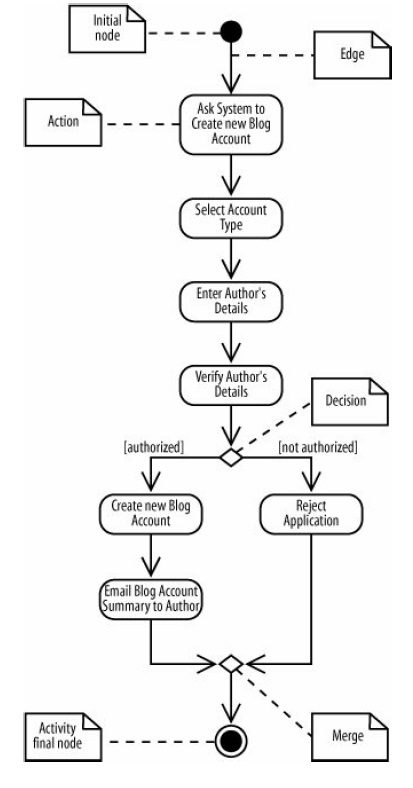 Initial
node
Edge
Action
Ask System to
Create new Blog
Account
Select Account
Type
Enter Author's
Details
Verify Author's
Details
Decision
[authorized]
[not authorized]
Create new Blog
Account
Reject
Application
Email Blog Account
Summary to Author
Activity
final node
Merge